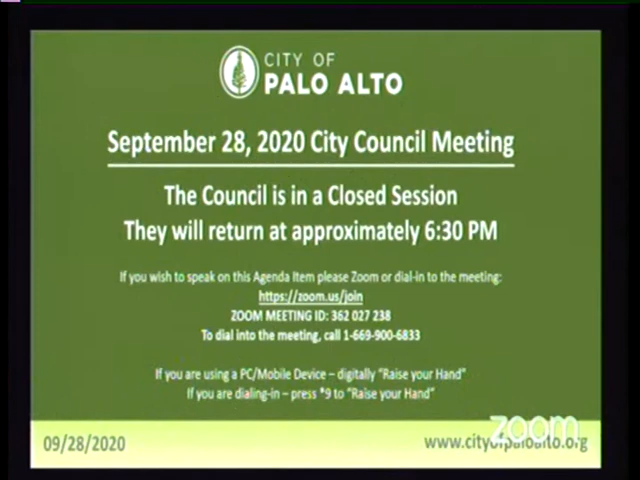 CITY OF
PALO ALTO
September 28, 2020 City Council Meeting
The Council is in a Closed Session
They will return at approximately 6:30 PM
If you wish to speak on this Agenda Item please Zoom or dial-in to the meeting:
https://zoom.us/join
ZOOM MEETING ID: 362 027 238
To dial into the meeting, call 1-669-900-6833
If you are using a PC/Mobile Device – digitally "Raise your Hand"
If you are dialing-in – press *9 to "Raise your Hand"
09/28/2020
www.cityofpaloalto.org
zoom